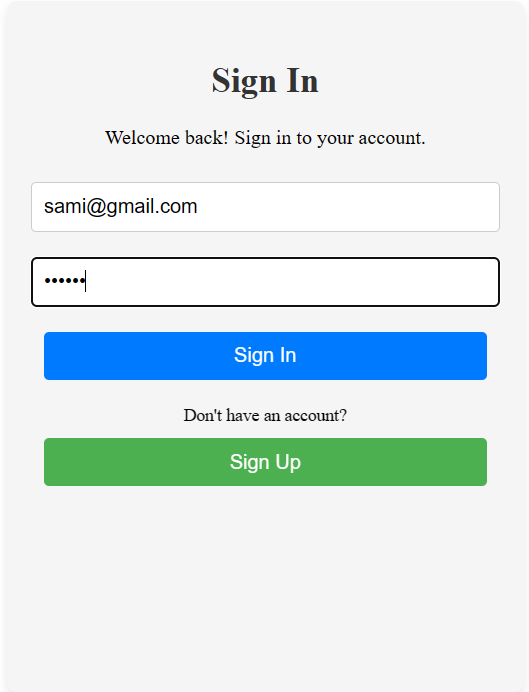 Sign In
Welcome back! Sign in to your account.
sami@gmail.com
••••••
Sign In
Don't have an account?
Sign Up